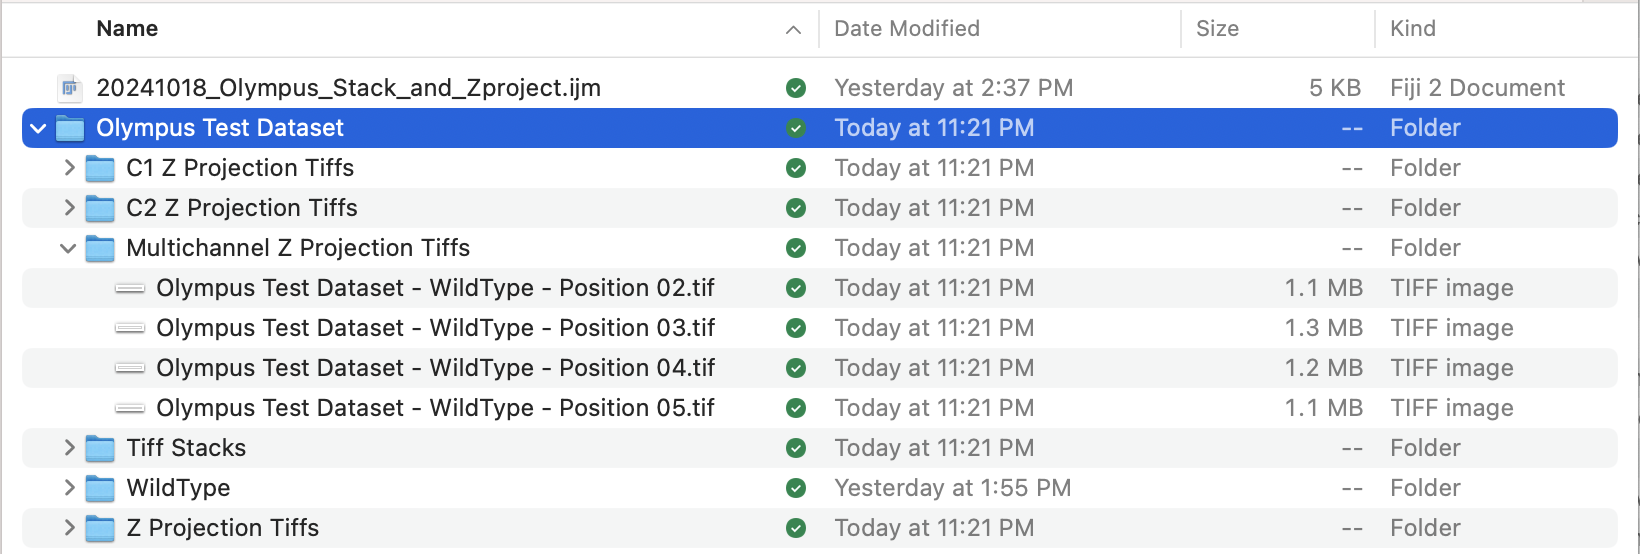 Name Date Modified Size Kind
20241018_Olympus_Stack_and_Zproject.ijm Yesterday at 2:37 PM 5 KB Fiji 2 Document
Olympus Test Dataset Today at 11:21 PM -- Folder
C1 Z Projection Tiffs Today at 11:21 PM -- Folder
C2 Z Projection Tiffs Today at 11:21 PM -- Folder
Multichannel Z Projection Tiffs Today at 11:21 PM -- Folder
Olympus Test Dataset - WildType - Position 02.tif Today at 11:21 PM 1.1 MB TIFF image
Olympus Test Dataset - WildType - Position 03.tif Today at 11:21 PM 1.3 MB TIFF image
Olympus Test Dataset - WildType - Position 04.tif Today at 11:21 PM 1.2 MB TIFF image
Olympus Test Dataset - WildType - Position 05.tif Today at 11:21 PM 1.1 MB TIFF image
Tiff Stacks Today at 11:21 PM -- Folder
WildType Yesterday at 1:55 PM -- Folder
Z Projection Tiffs Today at 11:21 PM -- Folder